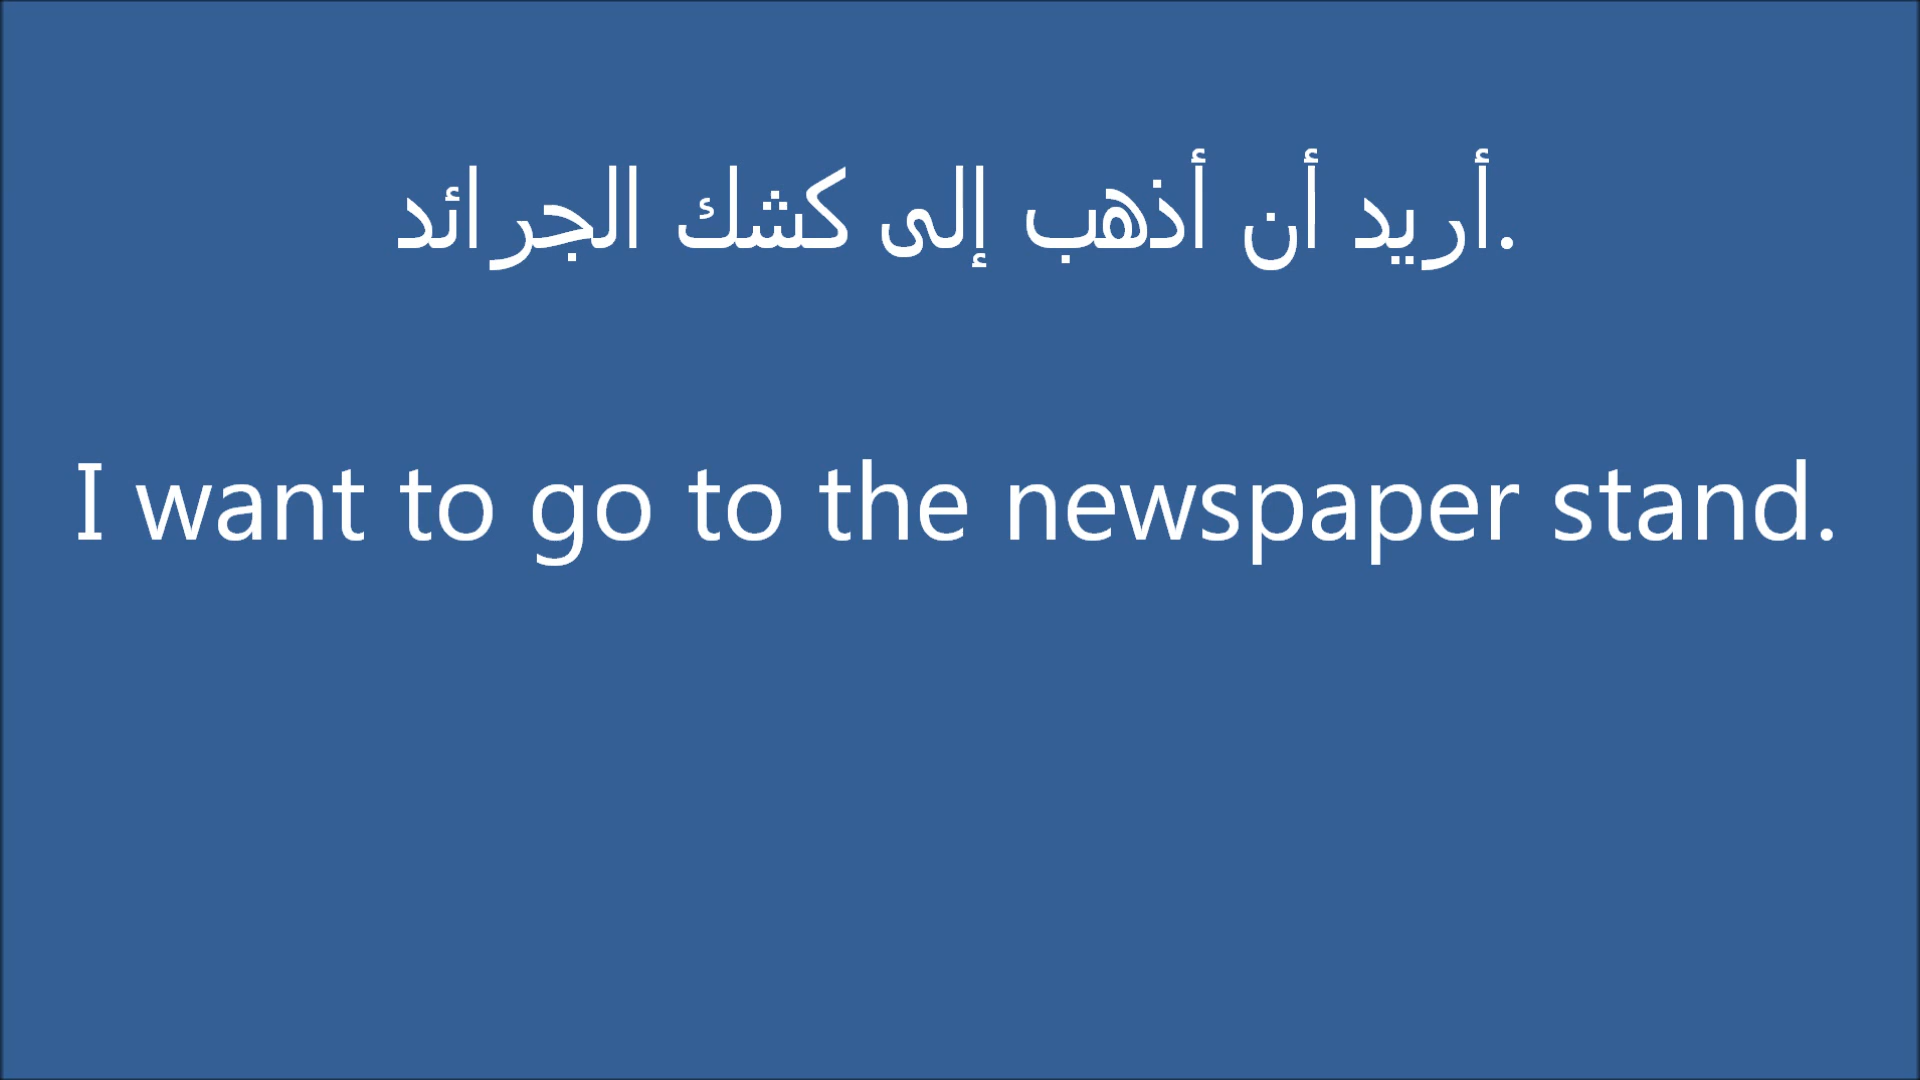 أريد أن أذهب إلى كشك الجرائد.
I want to go to the newspaper stand.